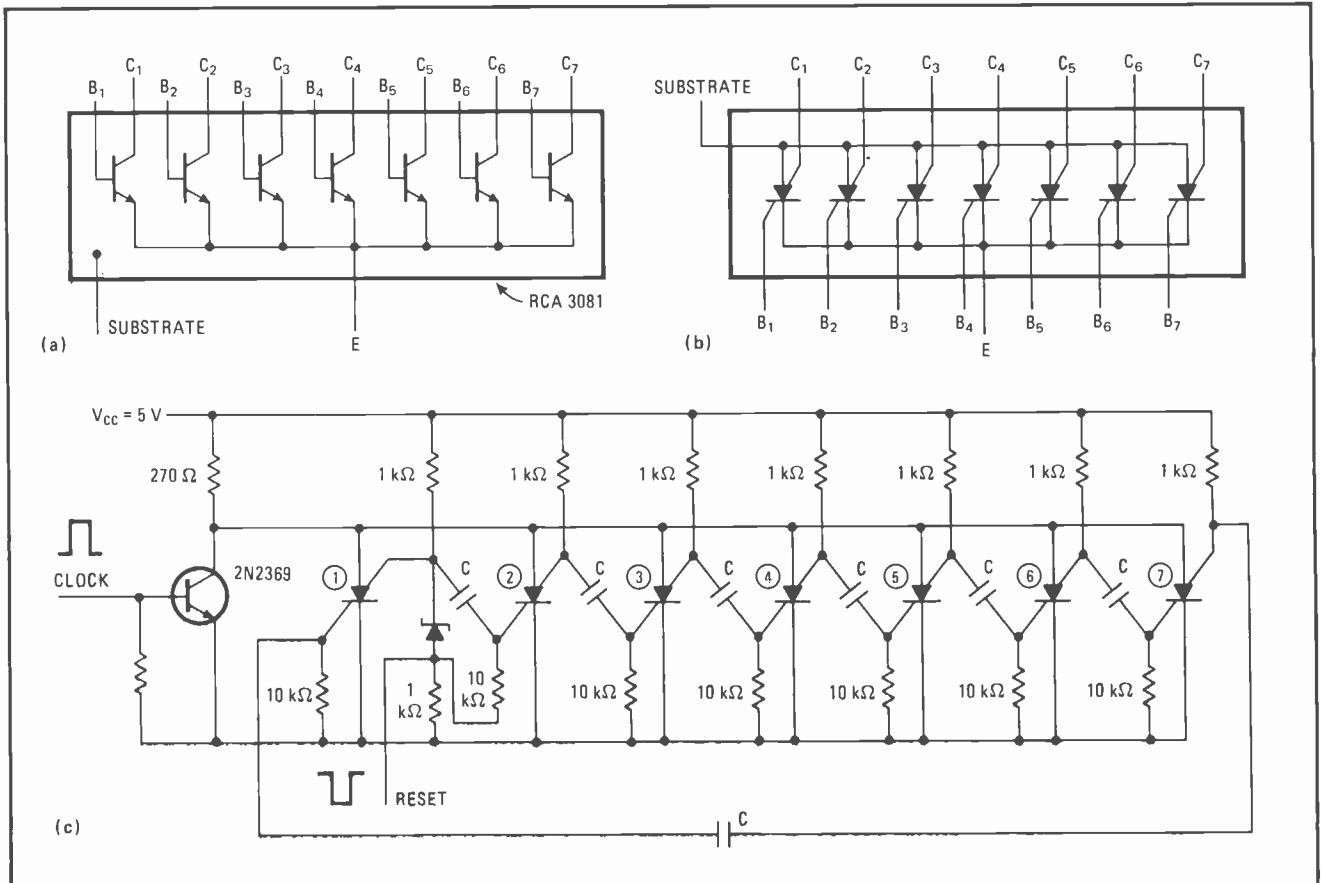 C₁ C₂ C₃ C₄ C₅ C₆ C₇
B₁ B₂ B₃ B₄ B₅ B₆ B₇
SUBSTRATE
E
RCA 3081
(a)
C₁ C₂ C₃ C₄ C₅ C₆ C₇
SUBSTRATE
B₁ B₂ B₃ B₄ B₅ B₆ B₇
E
(b)
V_CC = 5 V
270 Ω 1 kΩ 1 kΩ 1 kΩ 1 kΩ 1 kΩ 1 kΩ 1 kΩ
CLOCK
2N2369
1 C 2 C 3 C 4 C 5 C 6 C 7
10 kΩ 1 kΩ 10 kΩ 10 kΩ 10 kΩ 10 kΩ 10 kΩ 10 kΩ
RESET
C
(c)